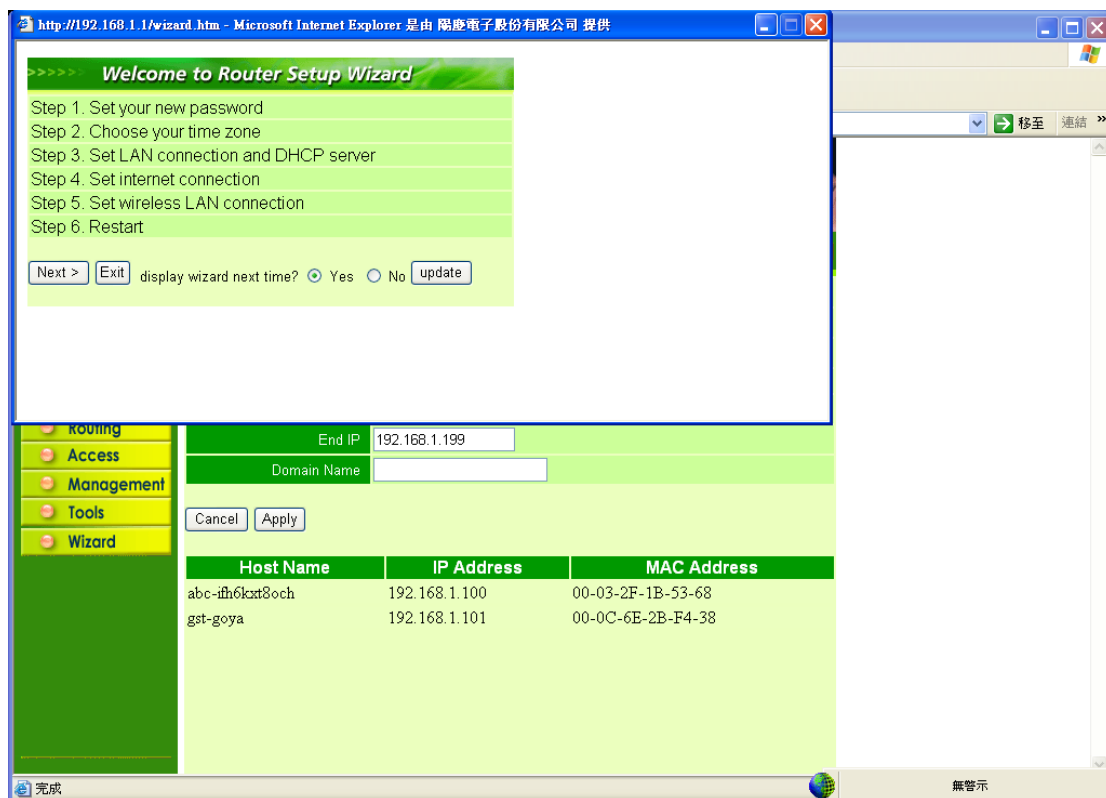 http://192.168.1.1/wizard.htm - Microsoft Internet Explorer 是由 陽慶電子股份有限公司 提供
>>>>> Welcome to Router Setup Wizard
Step 1. Set your new password
Step 2. Choose your time zone
Step 3. Set LAN connection and DHCP server
Step 4. Set internet connection
Step 5. Set wireless LAN connection
Step 6. Restart
Next > Exit display wizard next time? Yes No update
移至 連結 »
Routing
Access
Management
Tools
Wizard
End IP 192.168.1.199
Domain Name
Cancel Apply
Host Name IP Address MAC Address
abc-ifh6kxt8och 192.168.1.100 00-03-2F-1B-53-68
gst-goya 192.168.1.101 00-0C-6E-2B-F4-38
完成
無警示